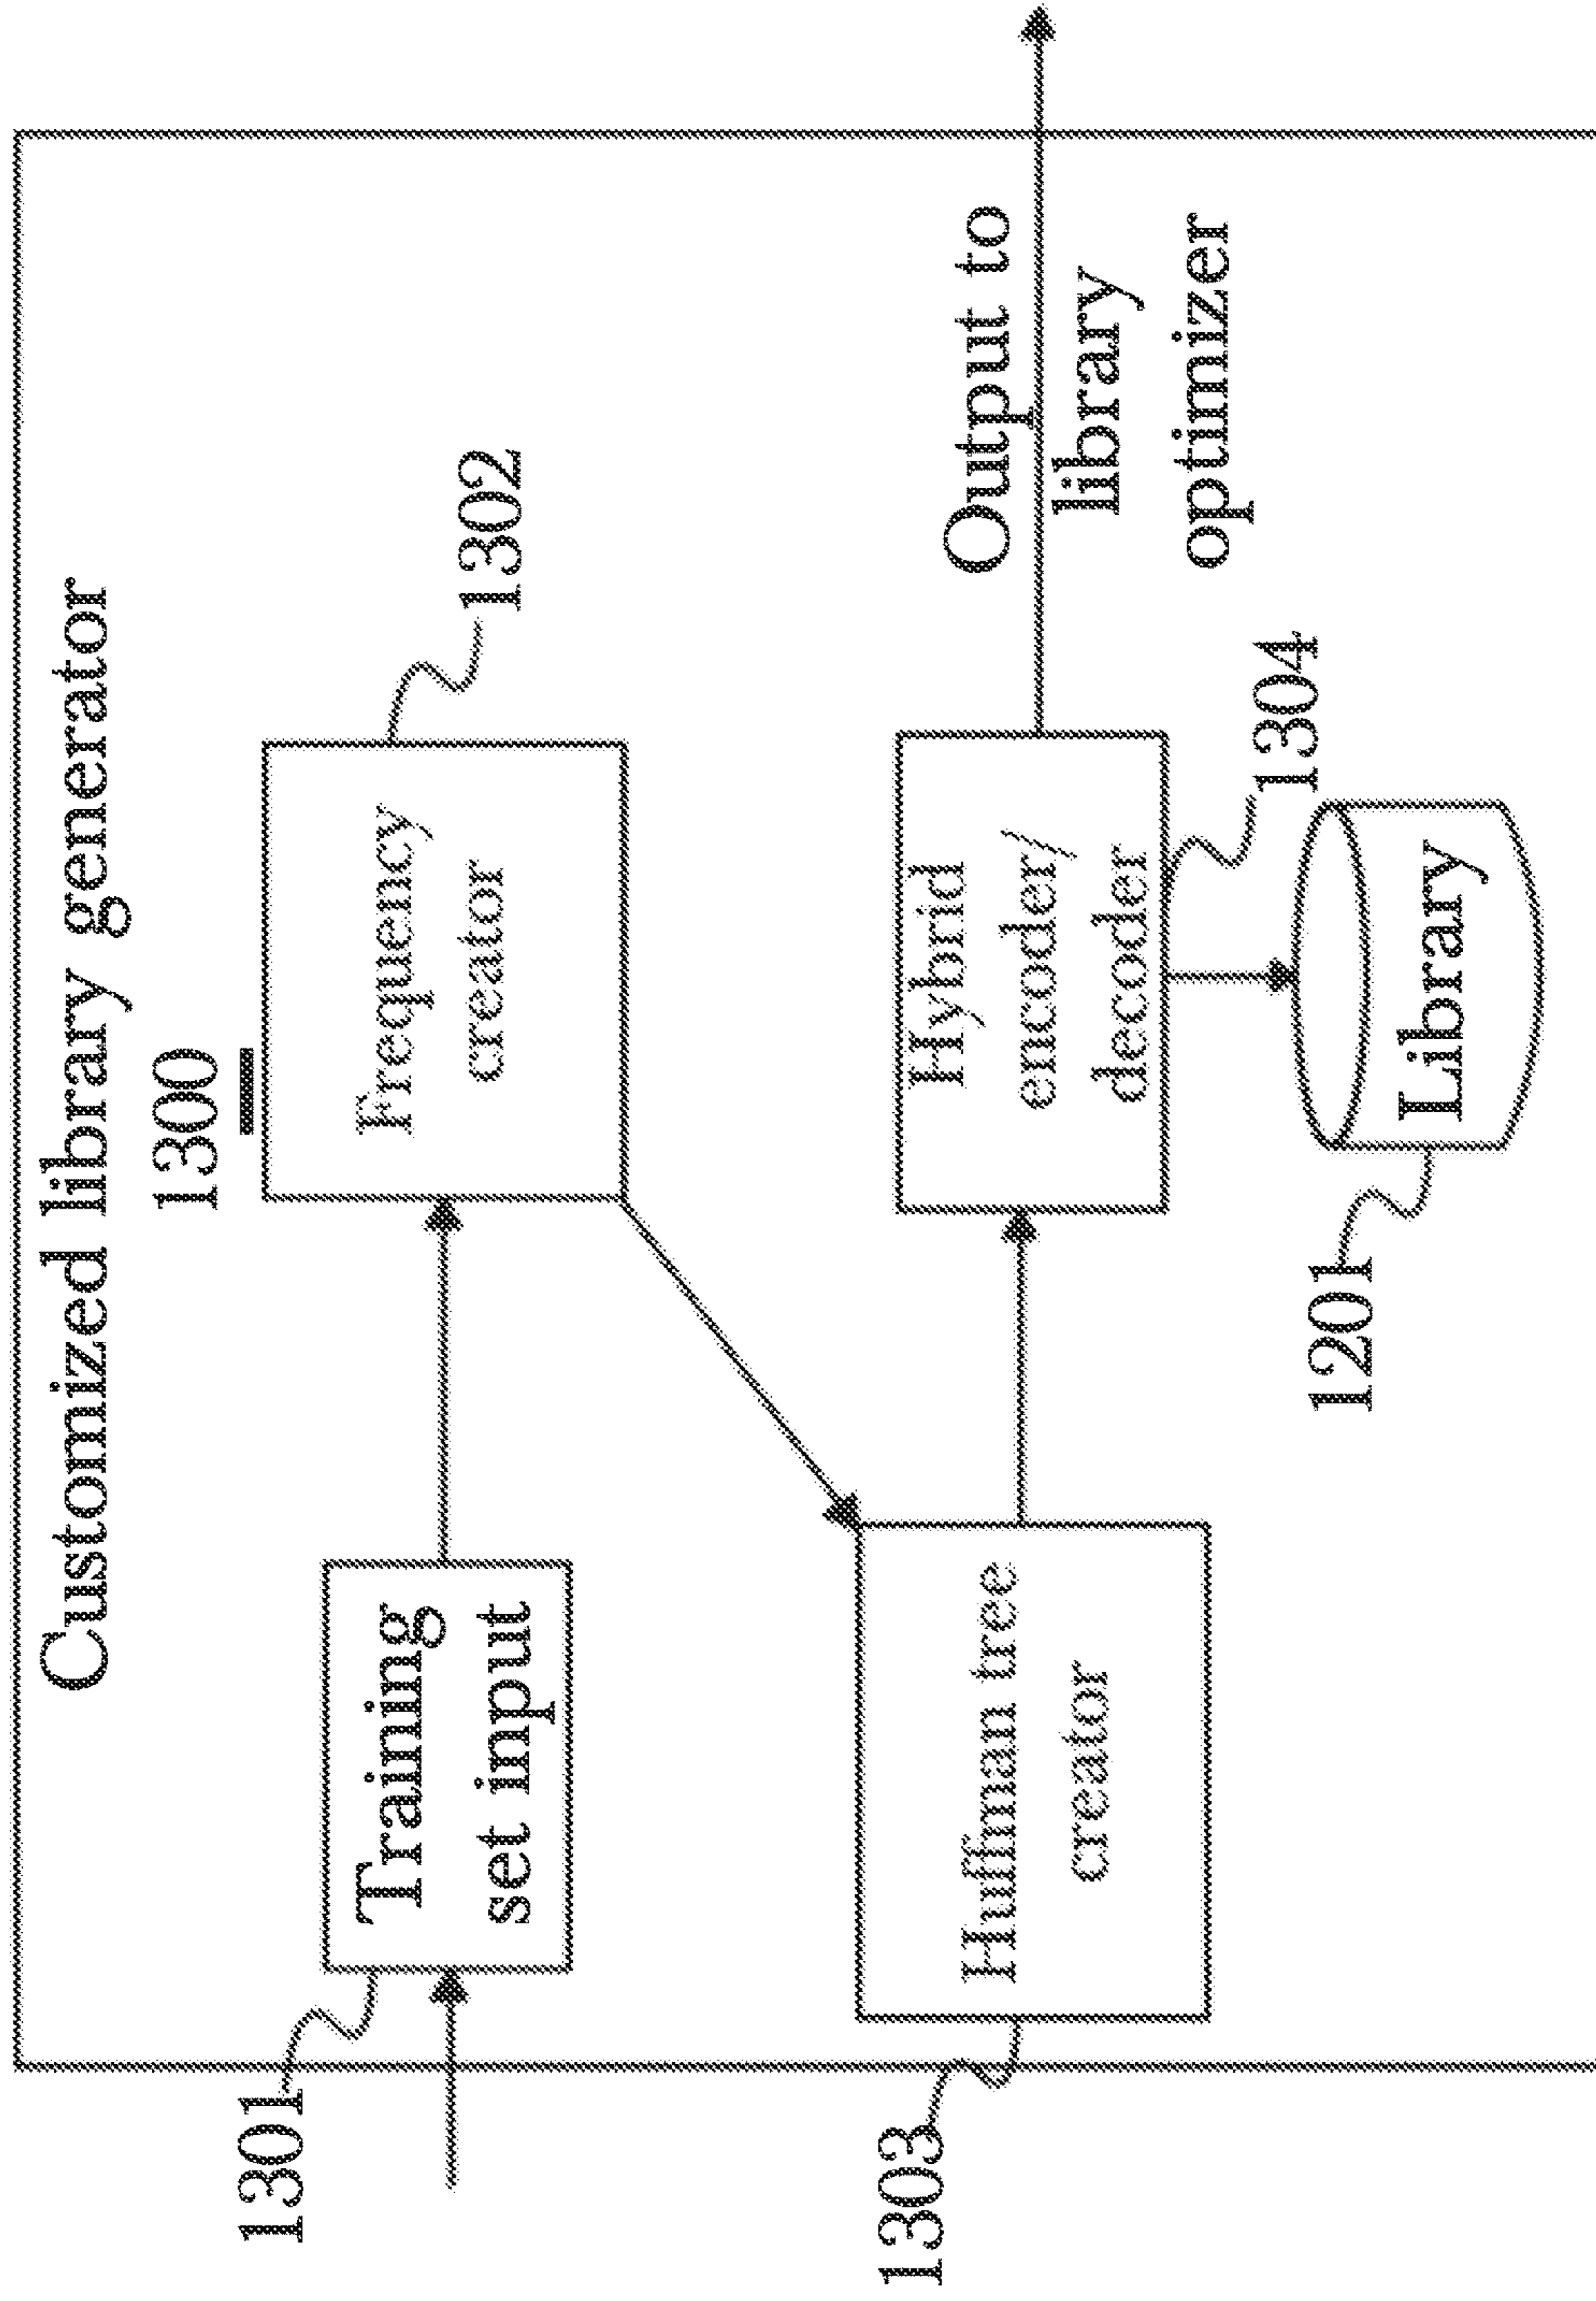 Customized library generator
1300
1301
Training
set input
Frequency
creator
1302
1303
Huffman tree
creator
Hybrid
encoder/
decoder
Output to
library
optimizer
1304
1201
Library